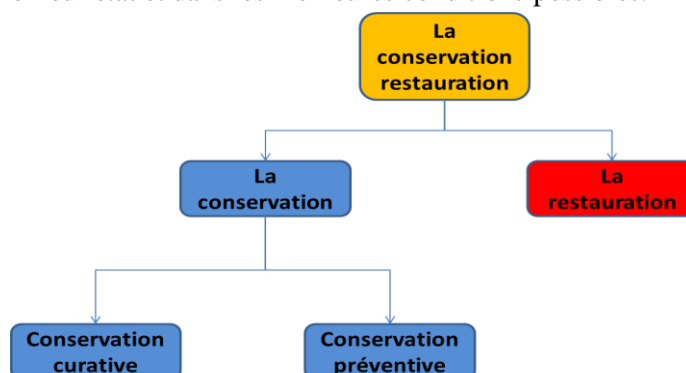 La
conservation
restauration
La
conservation
La
restauration
Conservation
curative
Conservation
préventive